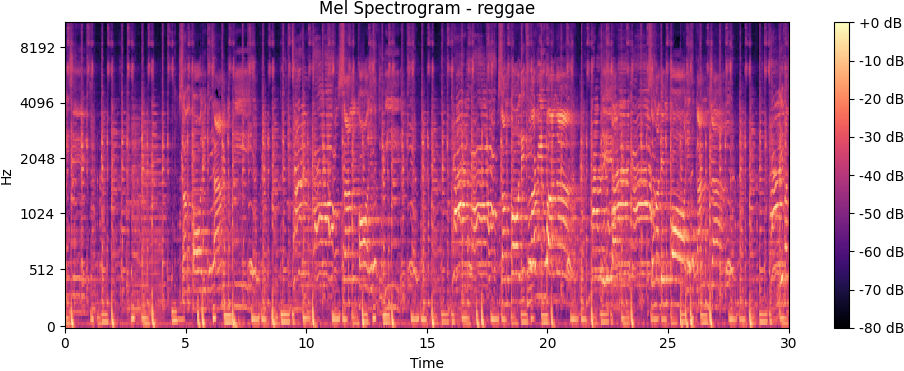 Mel Spectrogram - reggae
+0 dB
8192
-10 dB
4096
-20 dB
-30 dB
2048
Hz
-40 dB
1024
-50 dB
512
-60 dB
-70 dB
0
-80 dB
0 5 10 15 20 25 30
Time